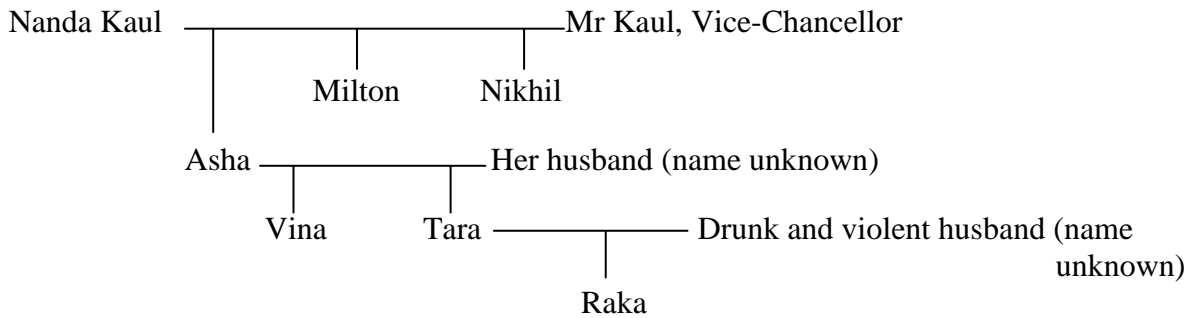 Nanda Kaul Mr Kaul, Vice-Chancellor
Milton Nikhil
Asha Her husband (name unknown)
Vina Tara Drunk and violent husband (name
unknown)
Raka